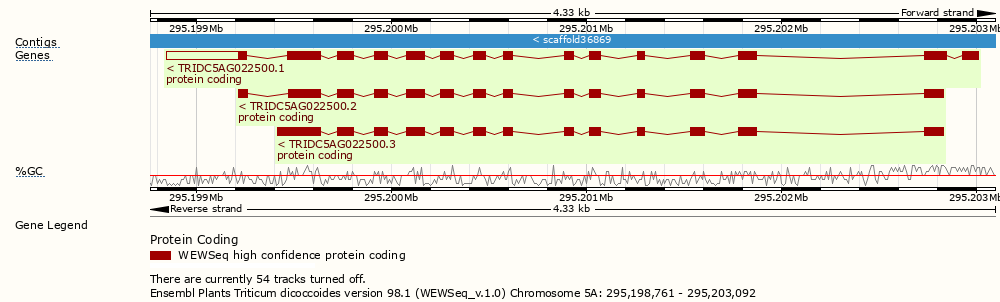 4.33 kb Forward strand
295.199Mb 295.200Mb 295.201Mb 295.202Mb 295.203Mb
Contigs < scaffold36869
Genes
< TRIDC5AG022500.1
protein coding
< TRIDC5AG022500.2
protein coding
< TRIDC5AG022500.3
protein coding
%GC
295.199Mb 295.200Mb 295.201Mb 295.202Mb 295.203Mb
Reverse strand 4.33 kb
Gene Legend
Protein Coding
WEWSeq high confidence protein coding
There are currently 54 tracks turned off.
Ensembl Plants Triticum dicoccoides version 98.1 (WEWSeq_v.1.0) Chromosome 5A: 295,198,761 - 295,203,092